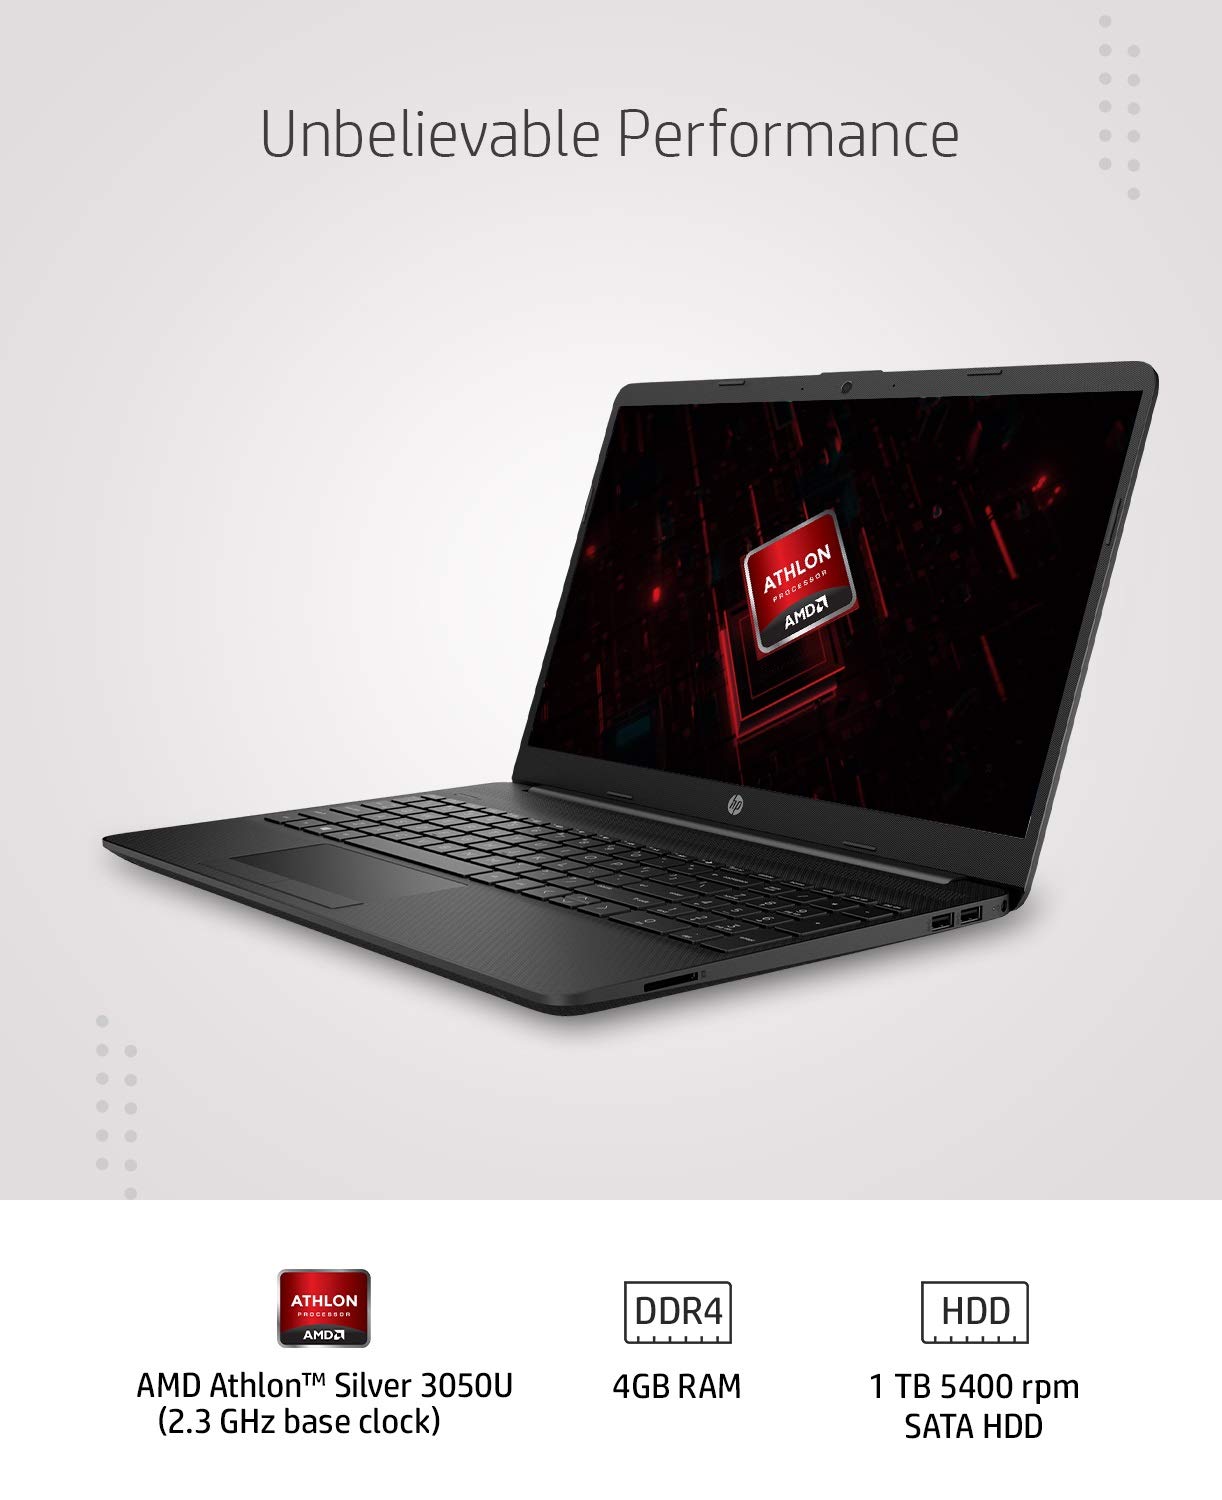 Unbelievable Performance
ATHLON
PROCESSOR
AMD
hp
ATHLON
PROCESSOR
AMD
AMD Athlon™ Silver 3050U
(2.3 GHz base clock)
DDR4
4GB RAM
HDD
1 TB 5400 rpm
SATA HDD